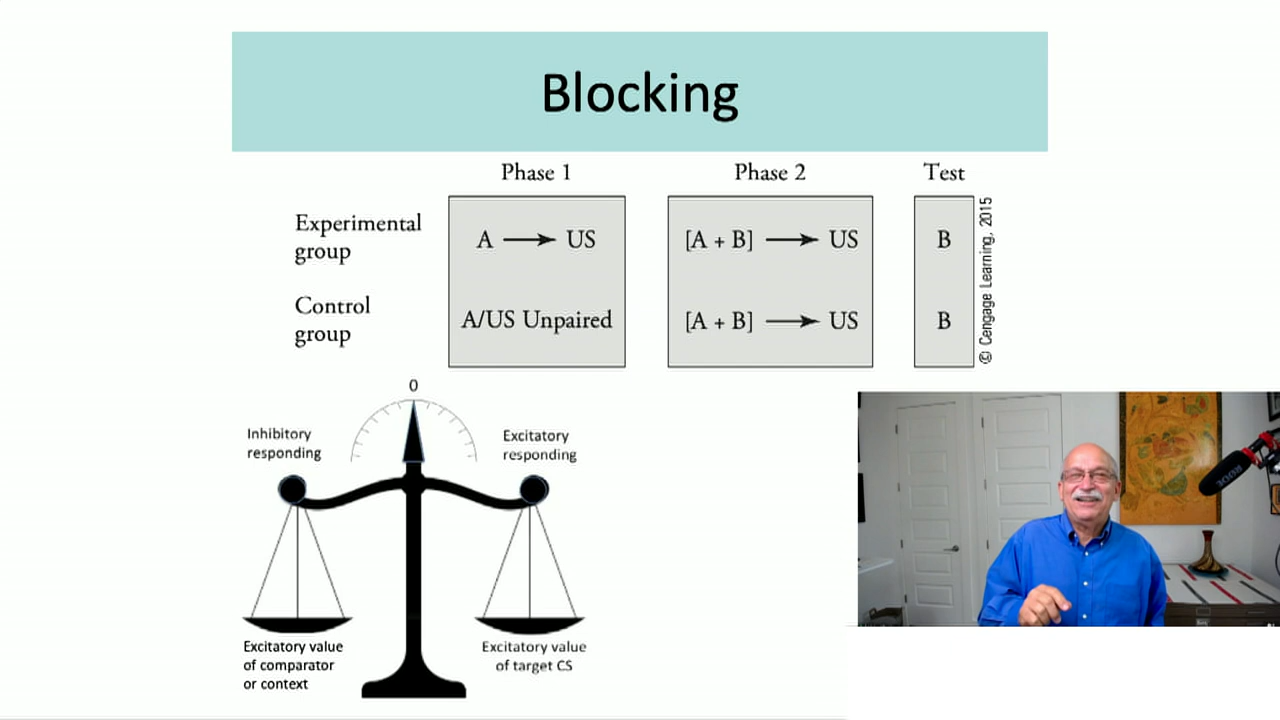 Blocking
Phase 1
Phase 2
Test
Experimental
group
A → US
[A + B] → US
B
Control
group
A/US Unpaired
[A + B] → US
B
© Cengage Learning, 2015
0
Inhibitory
responding
Excitatory
responding
Excitatory value
of comparator
or context
Excitatory value
of target CS
RODE